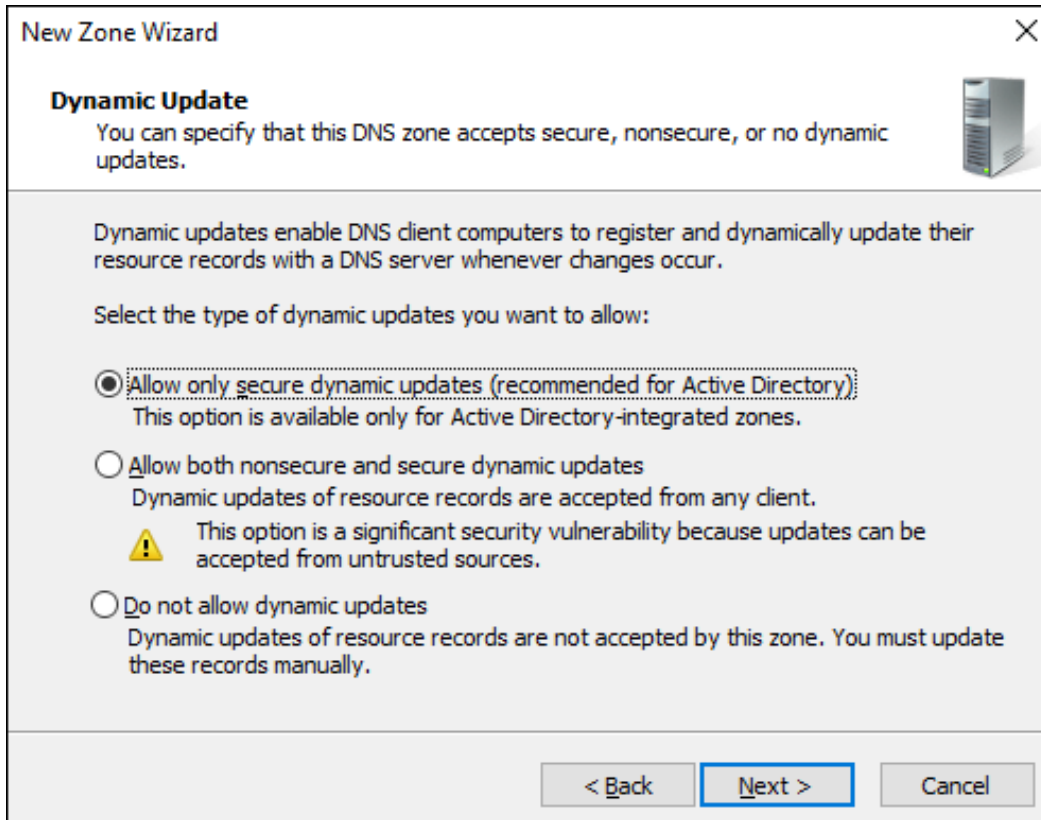 New Zone Wizard
Dynamic Update
You can specify that this DNS zone accepts secure, nonsecure, or no dynamic
updates.
Dynamic updates enable DNS client computers to register and dynamically update their
resource records with a DNS server whenever changes occur.
Select the type of dynamic updates you want to allow:
Allow only secure dynamic updates (recommended for Active Directory)
This option is available only for Active Directory-integrated zones.
Allow both nonsecure and secure dynamic updates
Dynamic updates of resource records are accepted from any client.
This option is a significant security vulnerability because updates can be
accepted from untrusted sources.
Do not allow dynamic updates
Dynamic updates of resource records are not accepted by this zone. You must update
these records manually.
< Back Next > Cancel